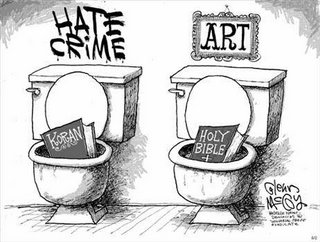 HATE
CRIME
ART
KORAN
HOLY
BIBLE
Glenn
McCoy